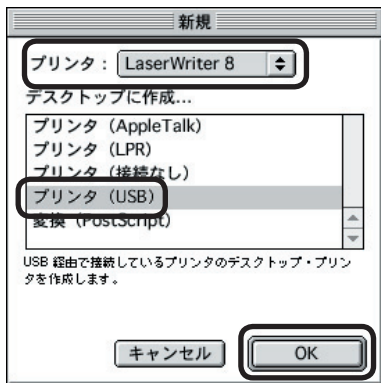 新規
プリンタ： LaserWriter 8
デスクトップに作成...
プリンタ（AppleTalk）
プリンタ（LPR）
プリンタ（接続なし）
プリンタ（USB）
変換（PostScript）
USB 経由で接続しているプリンタのデスクトップ・プリン
タを作成します。
キャンセル OK